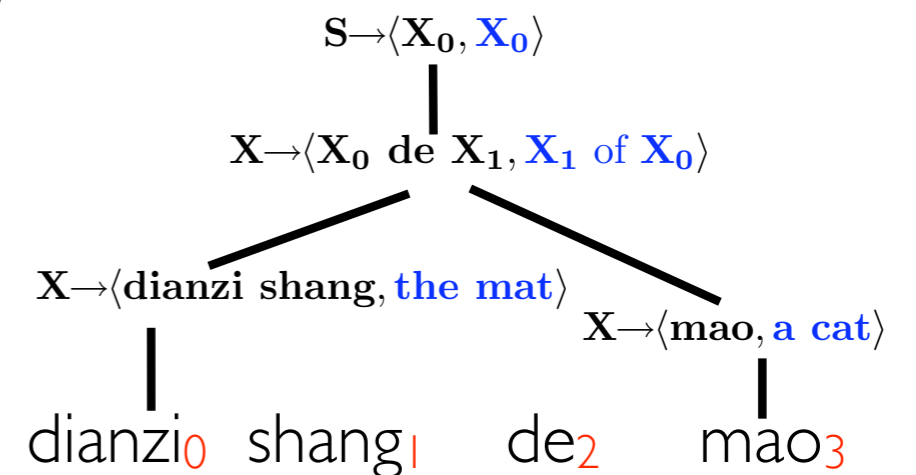 S→⟨X₀, X₀⟩
X→⟨X₀ de X₁, X₁ of X₀⟩
X→⟨dianzi shang, the mat⟩
X→⟨mao, a cat⟩
dianzi₀ shang₁ de₂ mao₃